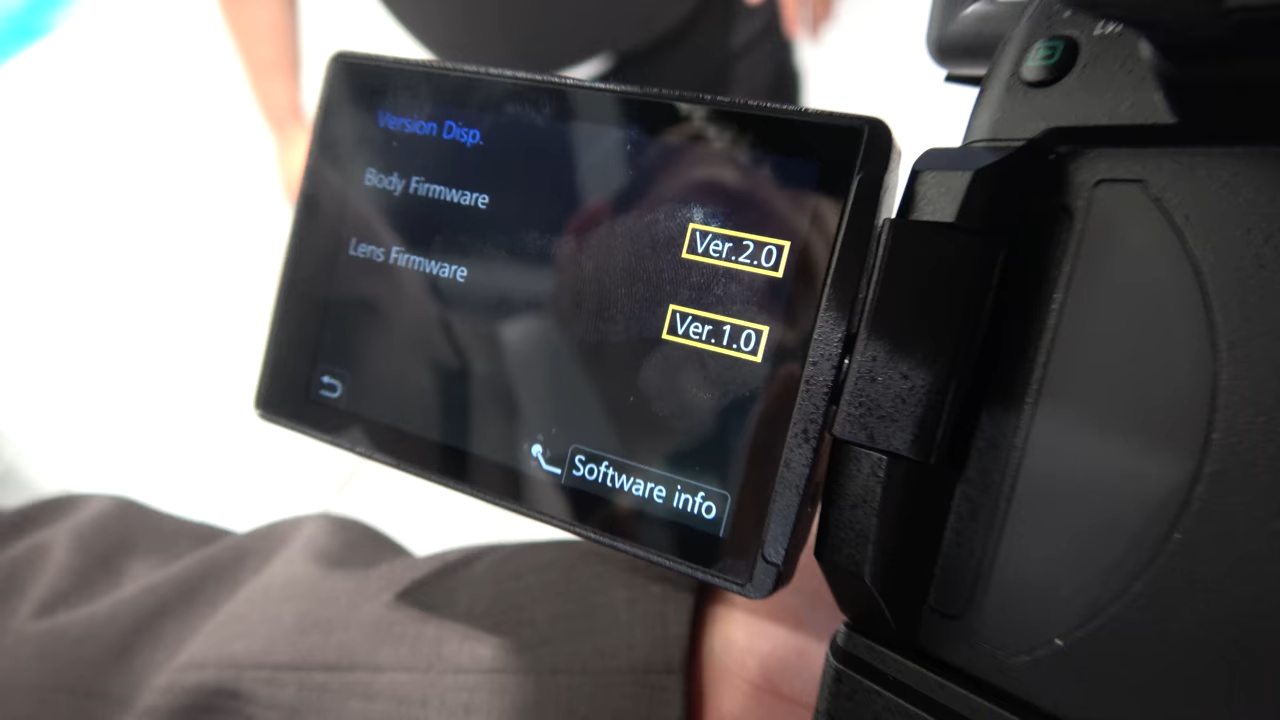 Version Disp.
Body Firmware
Ver.2.0
Lens Firmware
Ver.1.0
Software info